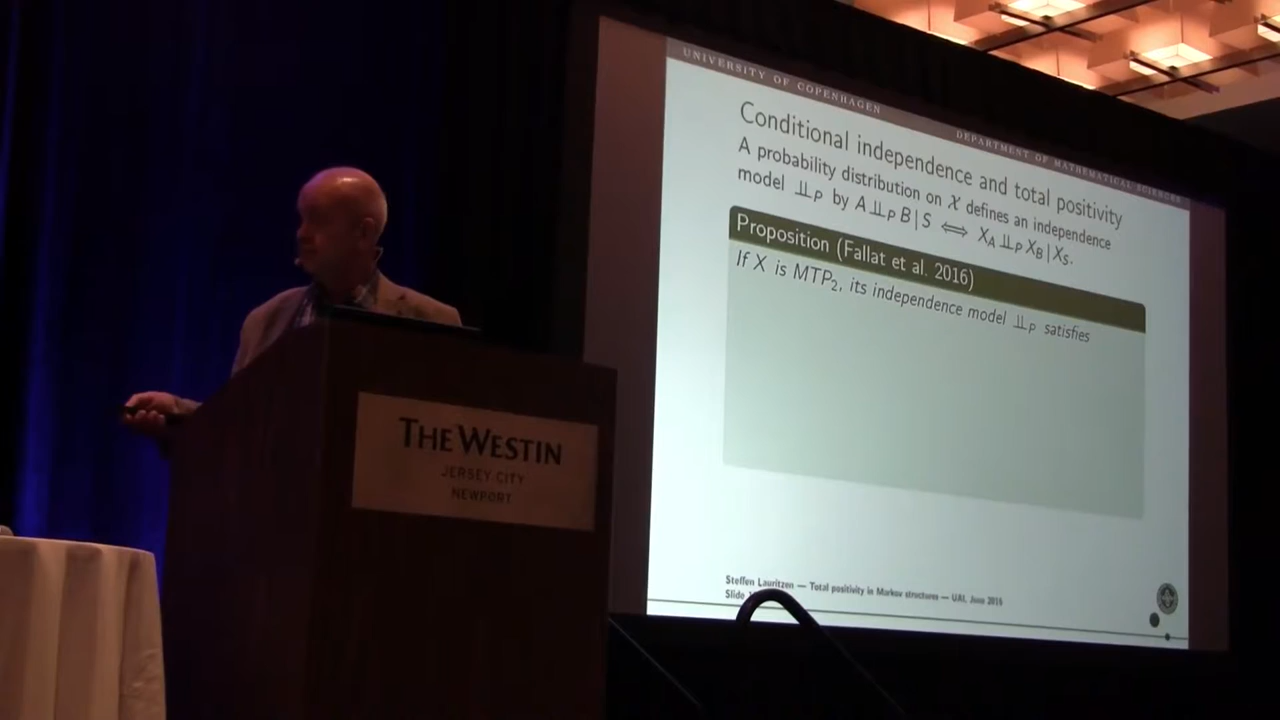 UNIVERSITY OF COPENHAGEN
DEPARTMENT OF MATHEMATICAL SCIENCES
Conditional independence and total positivity
A probability distribution on 𝒳 defines an independence
model ⫫P by A ⫫P B | S ⟺ XA ⫫P XB | XS.
Proposition (Fallat et al. 2016)
If X is MTP₂, its independence model ⫫P satisfies
Steffen Lauritzen — Total positivity in Markov structures — UAI, June 2016
Slide
THE WESTIN
JERSEY CITY
NEWPORT